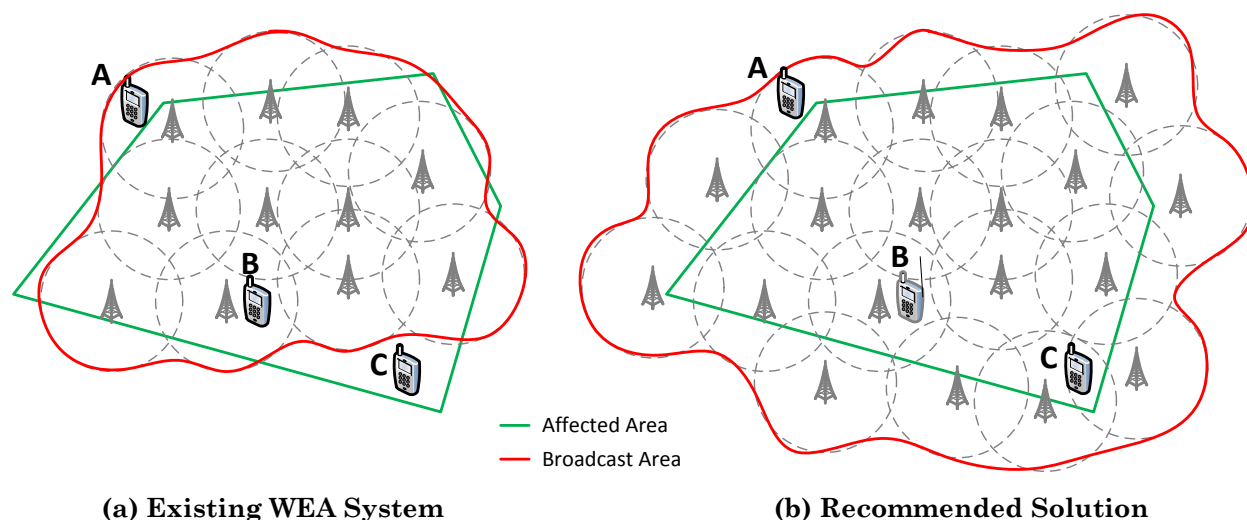 A
A
B
B
C
C
Affected Area
Broadcast Area
(a) Existing WEA System
(b) Recommended Solution